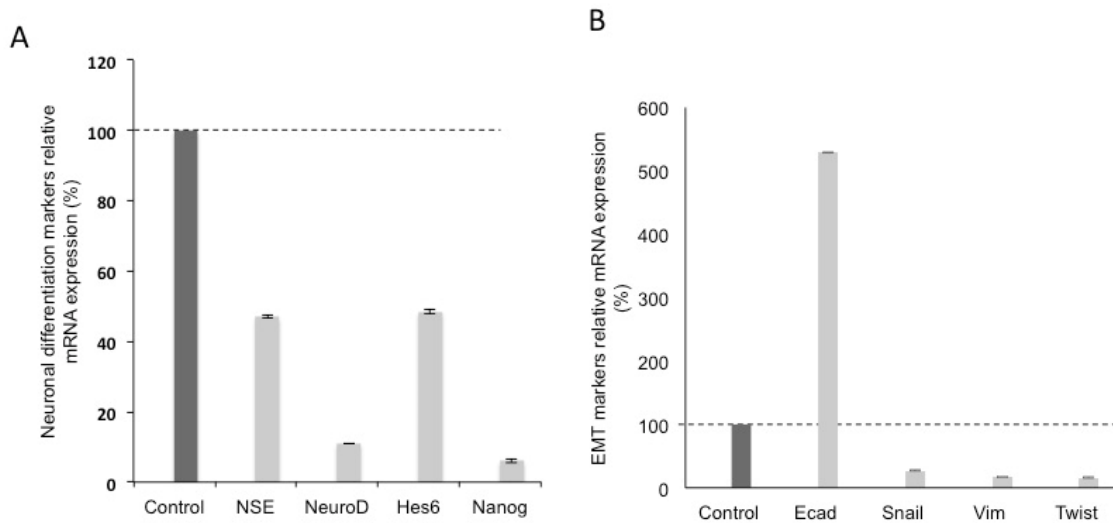 A
Neuronal differentiation markers relative
mRNA expression (%)
120
100
80
60
40
20
0
Control
NSE
NeuroD
Hes6
Nanog
B
EMT markers relative mRNA expression
(%)
600
500
400
300
200
100
0
Control
Ecad
Snail
Vim
Twist